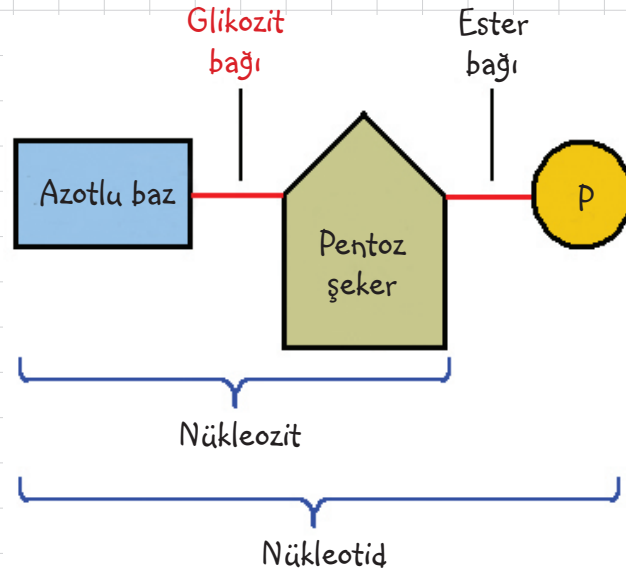 Glikozit
bağı
Ester
bağı
Azotlu baz
Pentoz
şeker
P
Nükleozit
Nükleotid